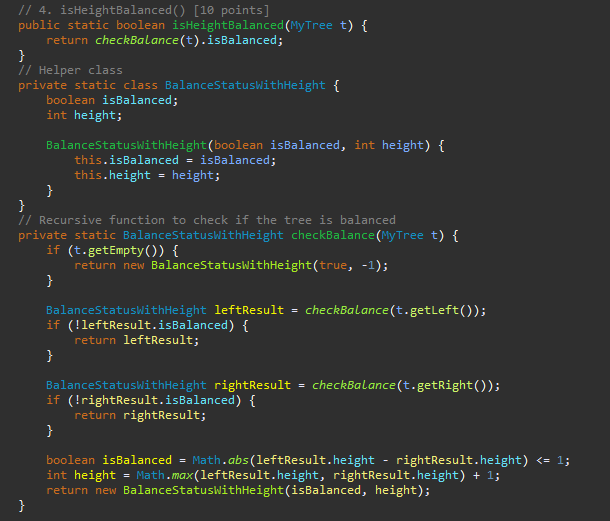 // 4. isHeightBalanced() [10 points]
public static boolean isHeightBalanced(MyTree t) {
    return checkBalance(t).isBalanced;
}
// Helper class
private static class BalanceStatusWithHeight {
    boolean isBalanced;
    int height;

    BalanceStatusWithHeight(boolean isBalanced, int height) {
        this.isBalanced = isBalanced;
        this.height = height;
    }
}
// Recursive function to check if the tree is balanced
private static BalanceStatusWithHeight checkBalance(MyTree t) {
    if (t.getEmpty()) {
        return new BalanceStatusWithHeight(true, -1);
    }

    BalanceStatusWithHeight leftResult = checkBalance(t.getLeft());
    if (!leftResult.isBalanced) {
        return leftResult;
    }

    BalanceStatusWithHeight rightResult = checkBalance(t.getRight());
    if (!rightResult.isBalanced) {
        return rightResult;
    }

    boolean isBalanced = Math.abs(leftResult.height - rightResult.height) <= 1;
    int height = Math.max(leftResult.height, rightResult.height) + 1;
    return new BalanceStatusWithHeight(isBalanced, height);
}